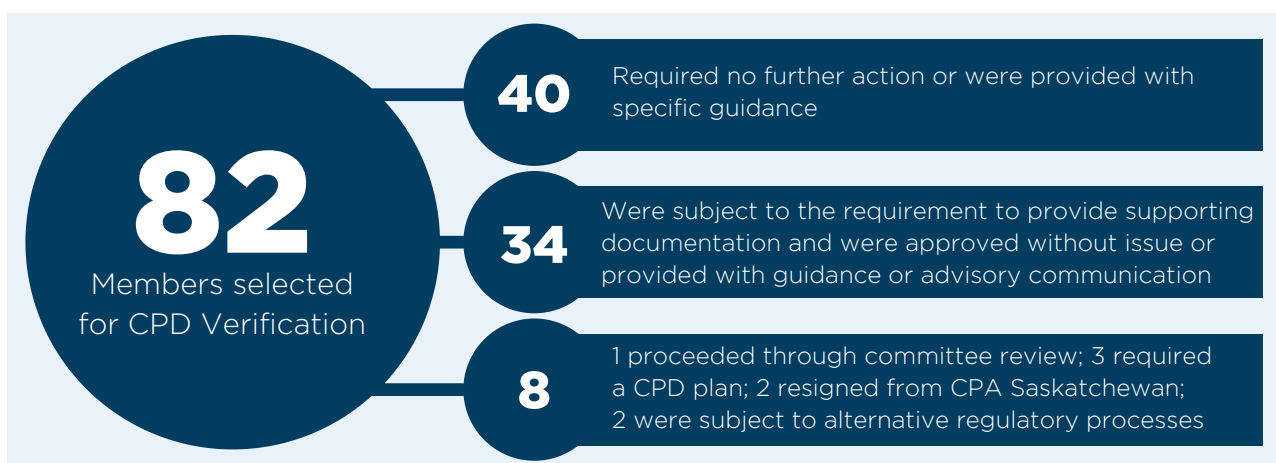 82
Members selected
for CPD Verification
40
Required no further action or were provided with
specific guidance
34
Were subject to the requirement to provide supporting
documentation and were approved without issue or
provided with guidance or advisory communication
8
1 proceeded through committee review; 3 required
a CPD plan; 2 resigned from CPA Saskatchewan;
2 were subject to alternative regulatory processes